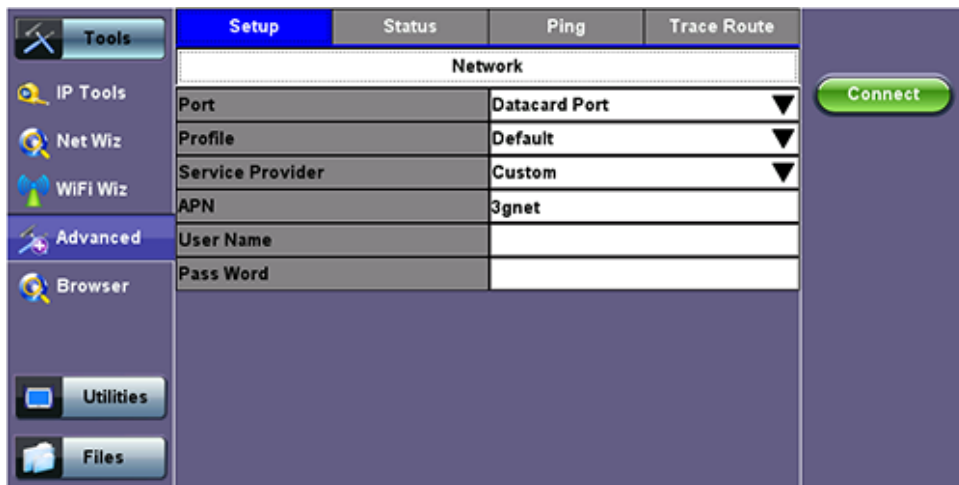 Tools
IP Tools
Net Wiz
WiFi Wiz
Advanced
Browser
Utilities
Files
Setup Status Ping Trace Route
Network
Port Datacard Port
Profile Default
Service Provider Custom
APN 3gnet
User Name
Pass Word
Connect